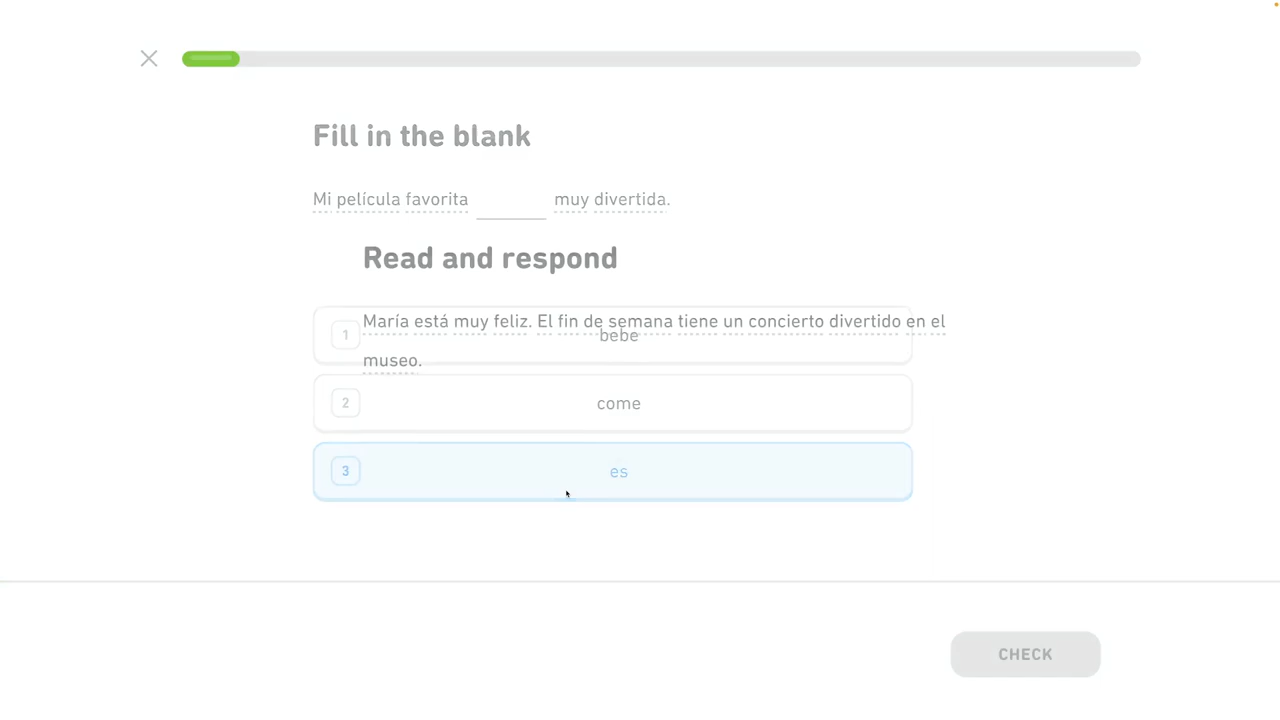 Fill in the blank
Mi película favorita ______ muy divertida.
Read and respond
María está muy feliz. El fin de semana tiene un concierto divertido en el
museo.
1 bebe
2 come
3 es
CHECK